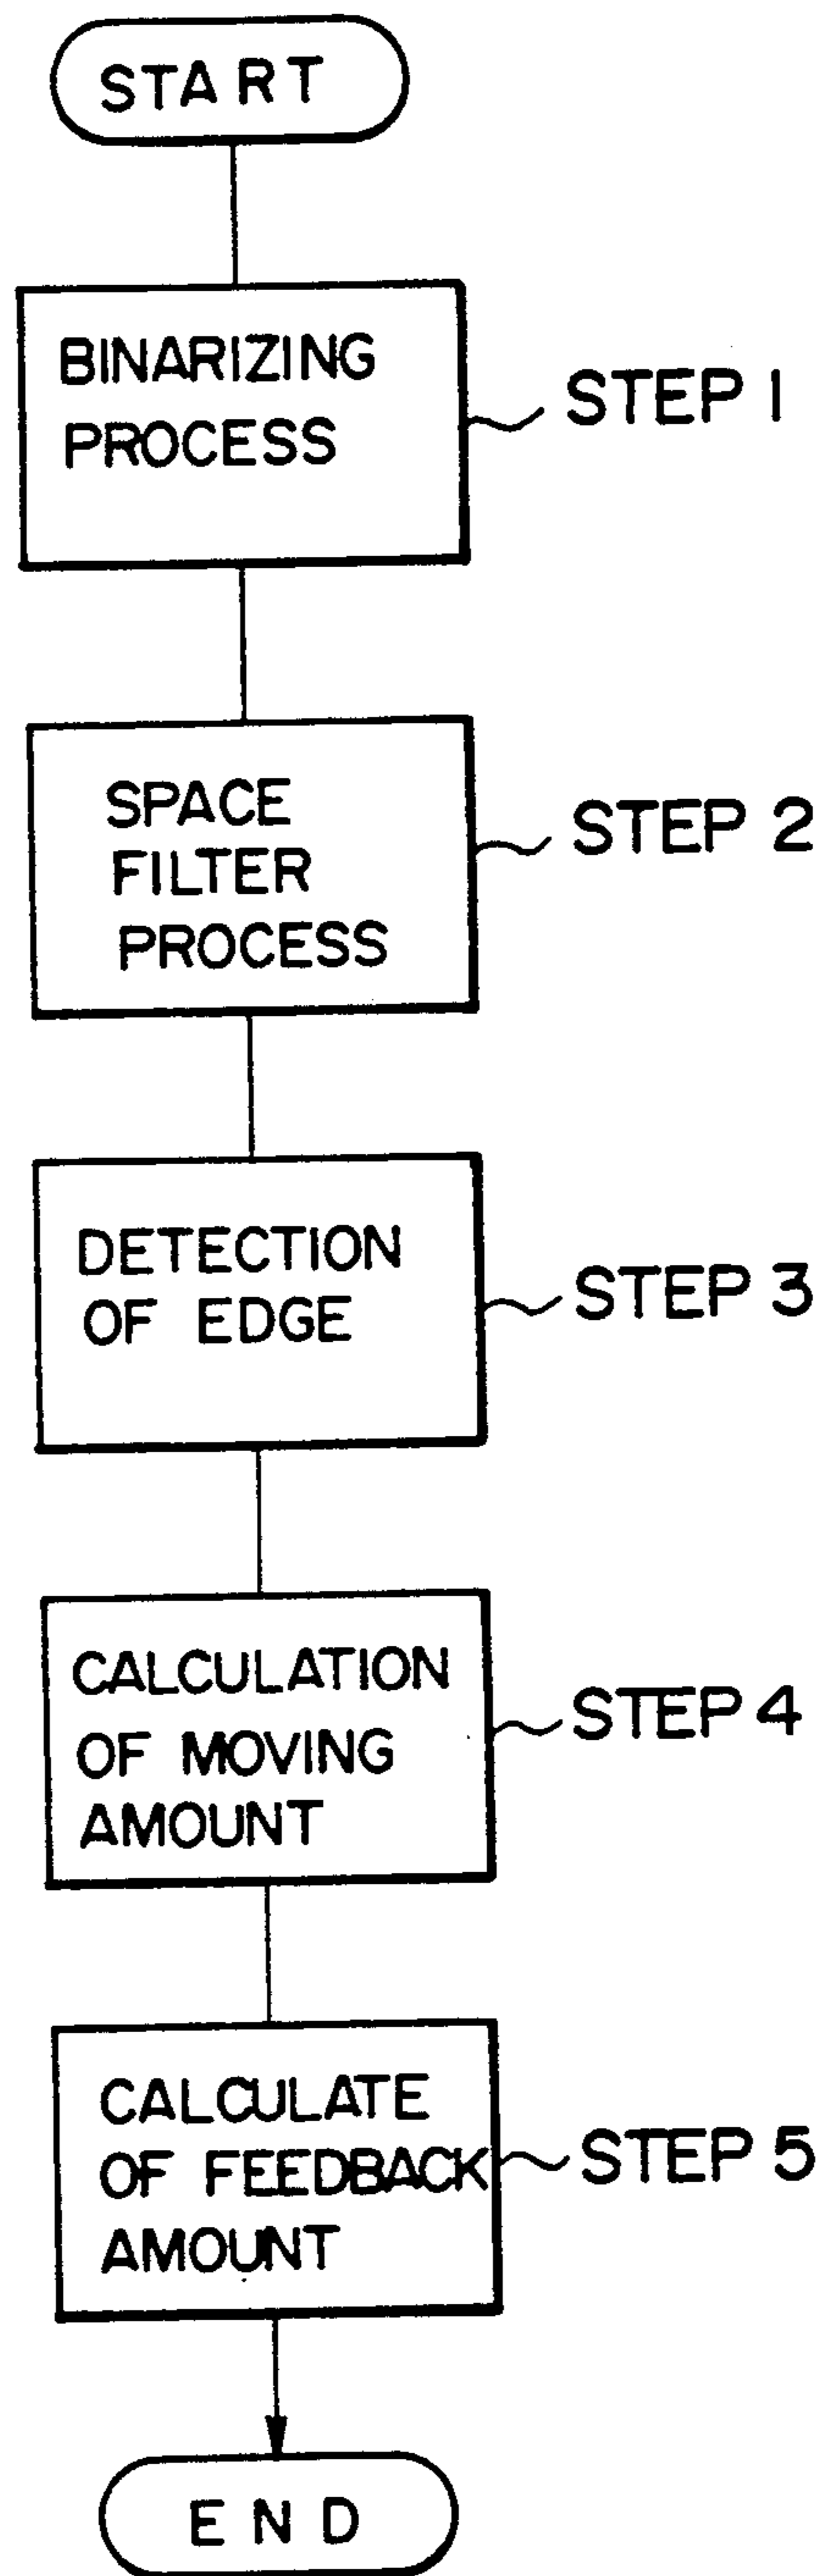 START
BINARIZING
PROCESS
STEP 1
SPACE
FILTER
PROCESS
STEP 2
DETECTION
OF EDGE
STEP 3
CALCULATION
OF MOVING
AMOUNT
STEP 4
CALCULATE
OF FEEDBACK
AMOUNT
STEP 5
END